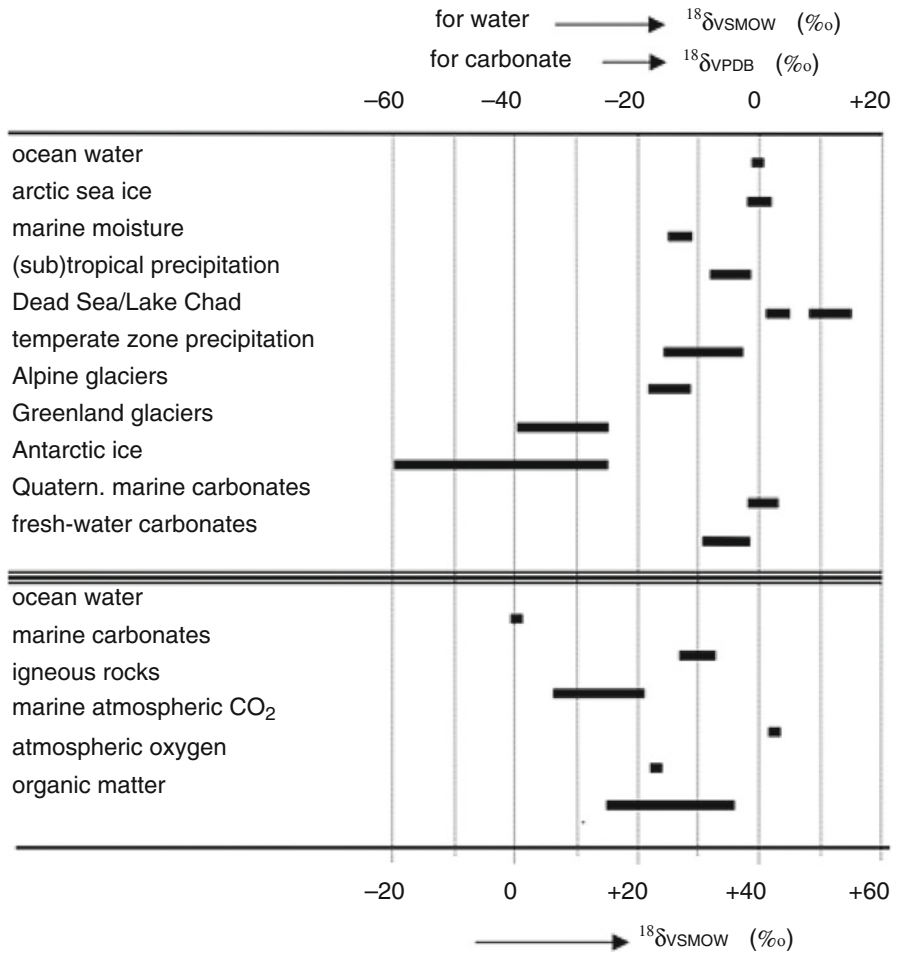 for water ¹⁸δVSMOW (‰)
for carbonate ¹⁸δVPDB (‰)
–60 –40 –20 0 +20
ocean water
arctic sea ice
marine moisture
(sub)tropical precipitation
Dead Sea/Lake Chad
temperate zone precipitation
Alpine glaciers
Greenland glaciers
Antarctic ice
Quatern. marine carbonates
fresh-water carbonates
ocean water
marine carbonates
igneous rocks
marine atmospheric CO₂
atmospheric oxygen
organic matter
–20 0 +20 +40 +60
¹⁸δVSMOW (‰)